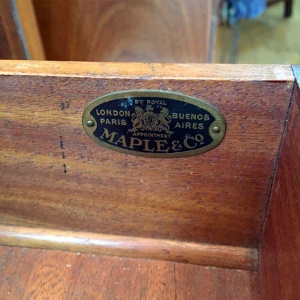 BY ROYAL
LONDON BUENOS
PARIS AIRES
APPOINTMENT
MAPLE & CO